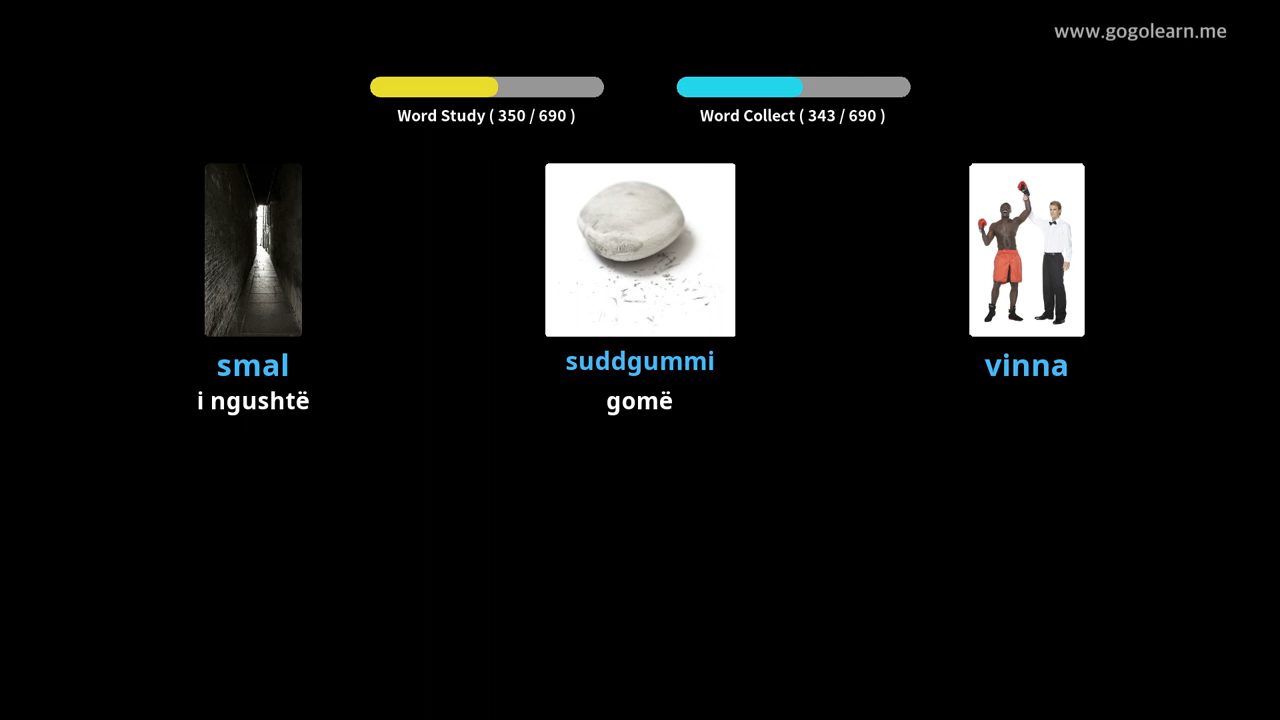 www.gogolearn.me
Word Study ( 350 / 690 )
Word Collect ( 343 / 690 )
smal
i ngushtë
suddgummi
gomë
vinna